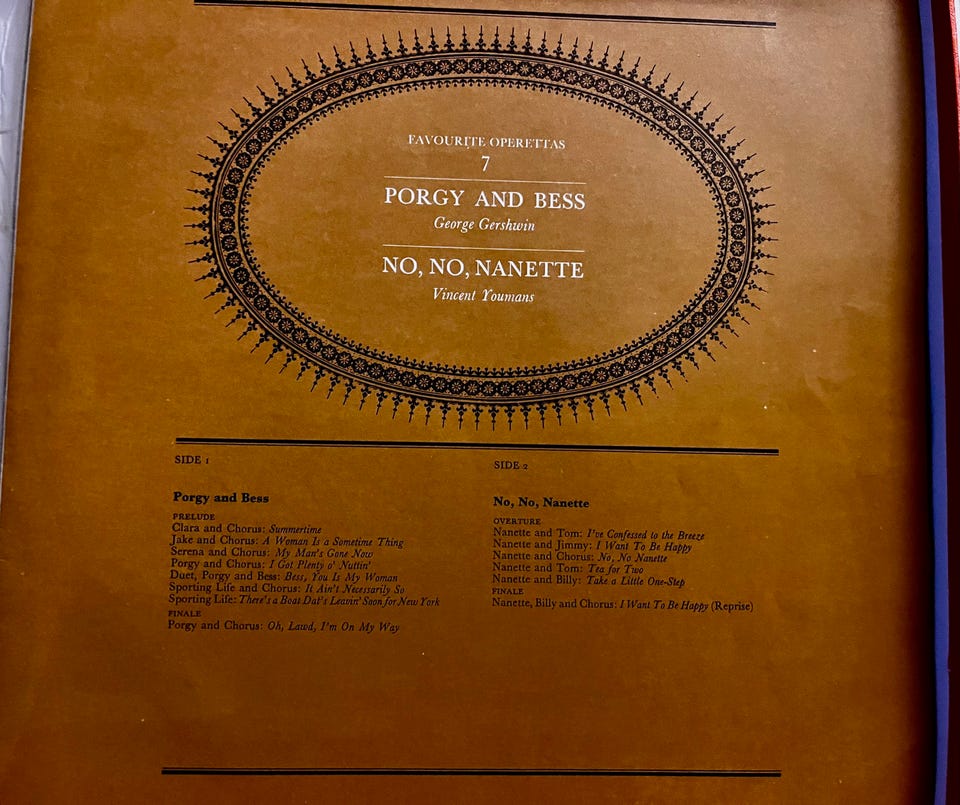 FAVOURITE OPERETTAS
7
PORGY AND BESS
George Gershwin
NO, NO, NANETTE
Vincent Youmans
SIDE 1
Porgy and Bess
PRELUDE
Clara and Chorus: Summertime
Jake and Chorus: A Woman Is a Sometime Thing
Serena and Chorus: My Man's Gone Now
Porgy and Chorus: I Got Plenty o' Nuttin'
Duet, Porgy and Bess: Bess, You Is My Woman
Sporting Life and Chorus: It Ain't Necessarily So
Sporting Life: There's a Boat Dat's Leavin' Soon for New York
FINALE
Porgy and Chorus: Oh, Lawd, I'm On My Way
SIDE 2
No, No, Nanette
OVERTURE
Nanette and Tom: I've Confessed to the Breeze
Nanette and Jimmy: I Want To Be Happy
Nanette and Chorus: No, No Nanette
Nanette and Tom: Tea for Two
Nanette and Billy: Take a Little One-Step
FINALE
Nanette, Billy and Chorus: I Want To Be Happy (Reprise)